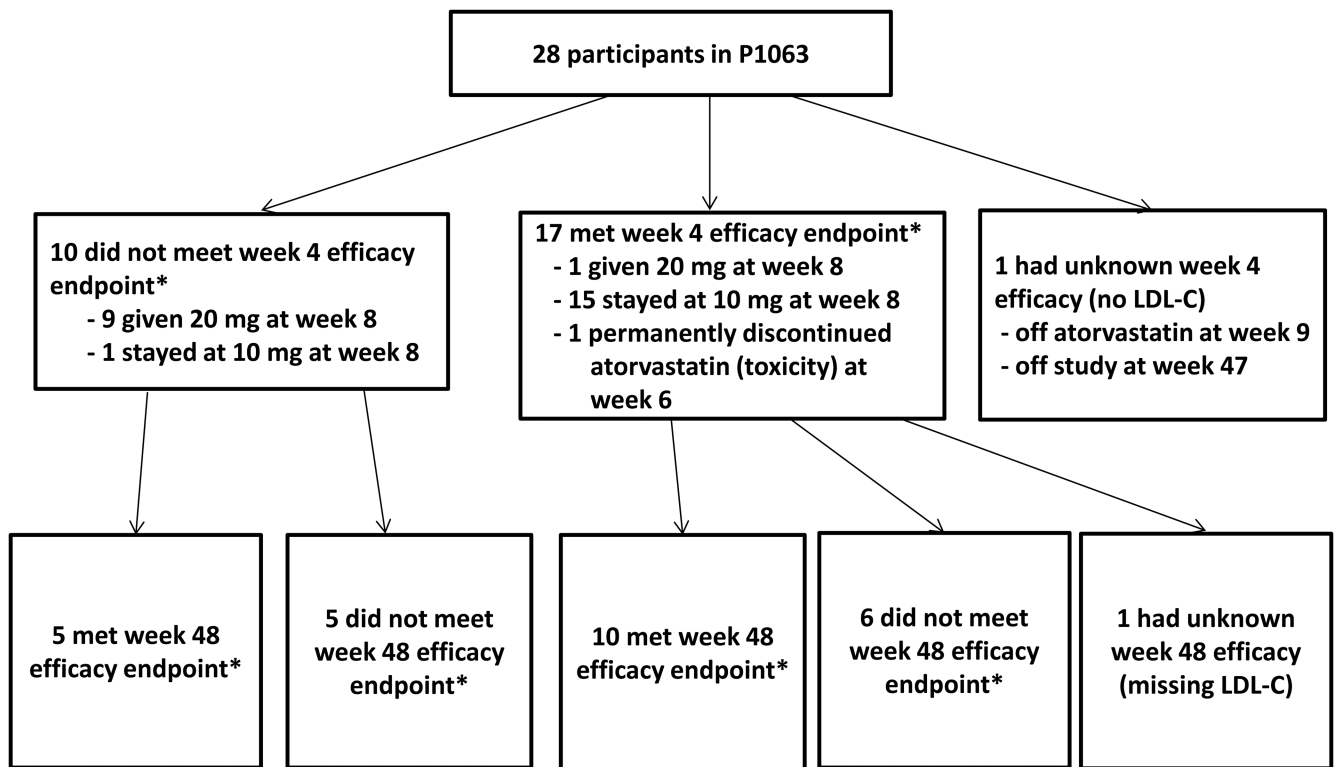 28 participants in P1063
10 did not meet week 4 efficacy
endpoint*
- 9 given 20 mg at week 8
- 1 stayed at 10 mg at week 8
17 met week 4 efficacy endpoint*
- 1 given 20 mg at week 8
- 15 stayed at 10 mg at week 8
- 1 permanently discontinued
atorvastatin (toxicity) at
week 6
1 had unknown week 4
efficacy (no LDL-C)
- off atorvastatin at week 9
- off study at week 47
5 met week 48
efficacy endpoint*
5 did not meet
week 48 efficacy
endpoint*
10 met week 48
efficacy endpoint*
6 did not meet
week 48 efficacy
endpoint*
1 had unknown
week 48 efficacy
(missing LDL-C)